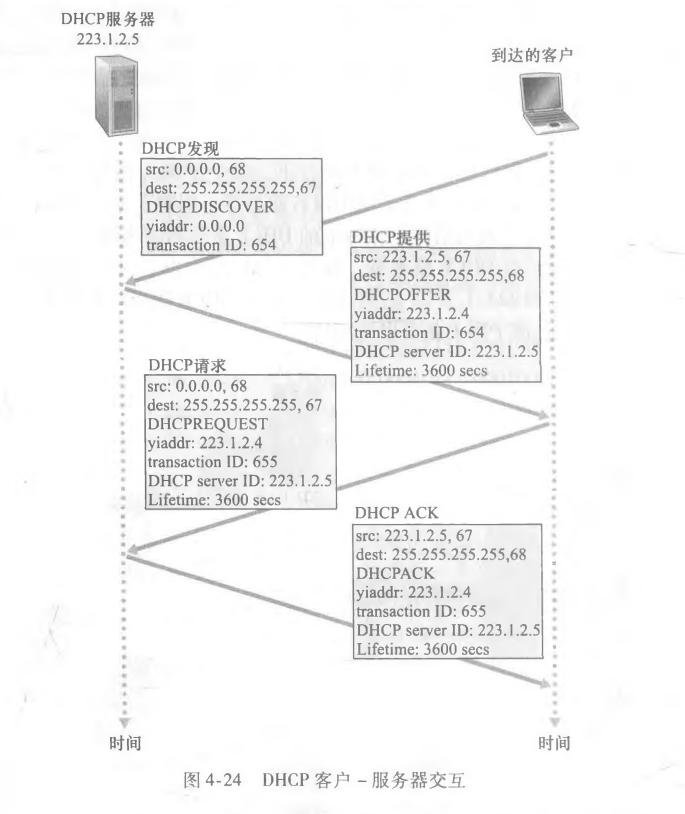 DHCP服务器
223.1.2.5
到达的客户
DHCP发现
src: 0.0.0.0, 68
dest: 255.255.255.255,67
DHCPDISCOVER
yiaddr: 0.0.0.0
transaction ID: 654
DHCP提供
src: 223.1.2.5, 67
dest: 255.255.255.255,68
DHCPOFFER
yiaddr: 223.1.2.4
transaction ID: 654
DHCP server ID: 223.1.2.5
Lifetime: 3600 secs
DHCP请求
src: 0.0.0.0, 68
dest: 255.255.255.255, 67
DHCPREQUEST
yiaddr: 223.1.2.4
transaction ID: 655
DHCP server ID: 223.1.2.5
Lifetime: 3600 secs
DHCP ACK
src: 223.1.2.5, 67
dest: 255.255.255.255,68
DHCPACK
yiaddr: 223.1.2.4
transaction ID: 655
DHCP server ID: 223.1.2.5
Lifetime: 3600 secs
时间
时间
图 4-24 DHCP 客户 – 服务器交互